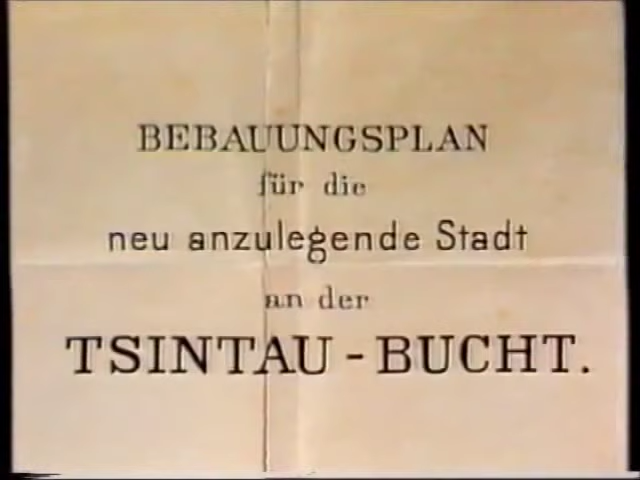 BEBAUUNGSPLAN
für die
neu anzulegende Stadt
an der
TSINTAU - BUCHT.